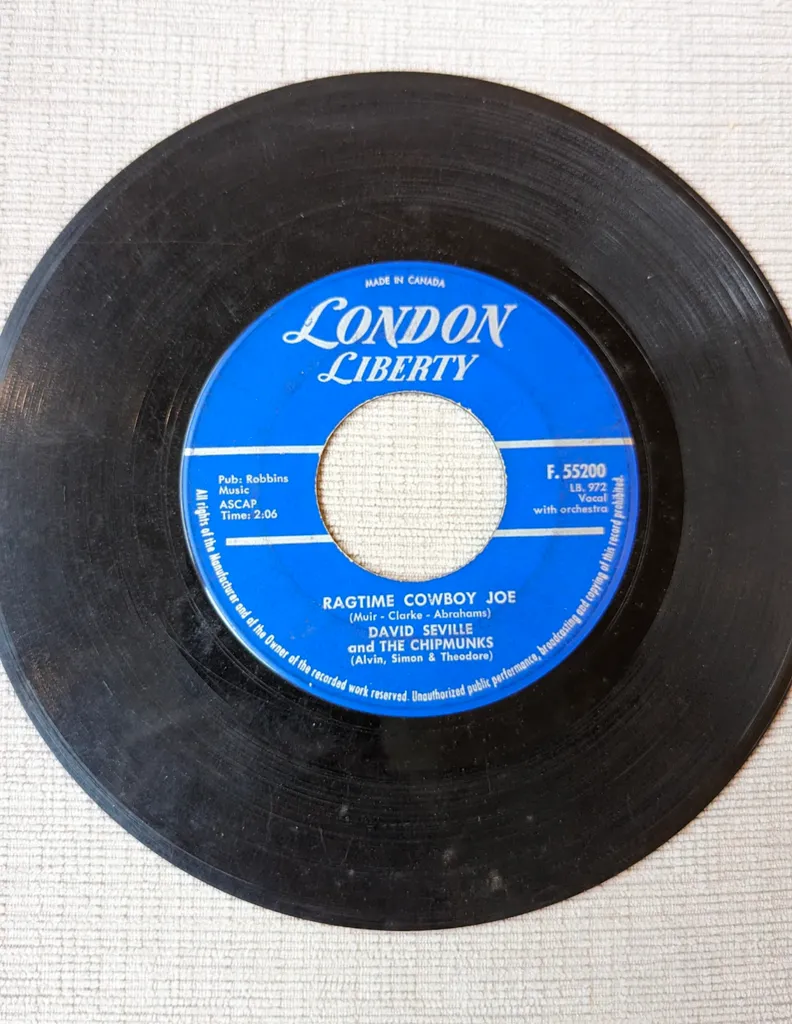 MADE IN CANADA
LONDON
LIBERTY
Pub: Robbins
Music
ASCAP
Time: 2:06
F. 55200
LB. 972
Vocal
with orchestra
RAGTIME COWBOY JOE
(Muir - Clarke - Abrahams)
DAVID SEVILLE
and THE CHIPMUNKS
(Alvin, Simon & Theodore)
All rights of the Manufacturer and of the Owner of the recorded work reserved. Unauthorized public performance, broadcasting and copying of this record prohibited.